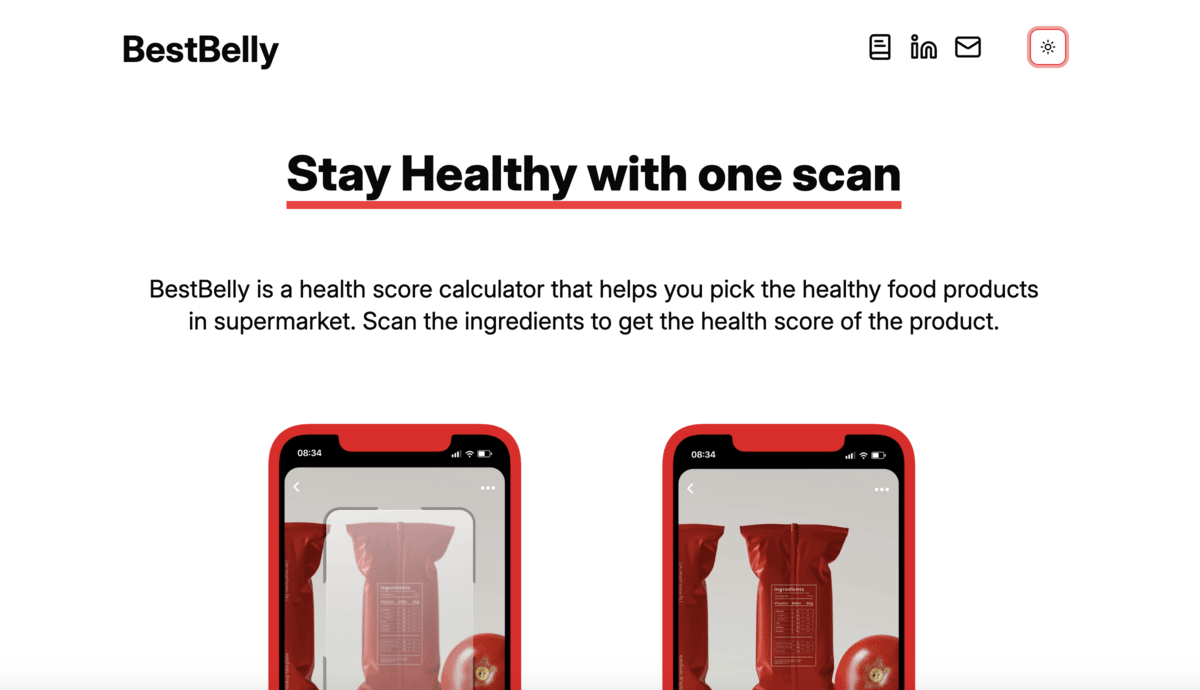 BestBelly
Stay Healthy with one scan
BestBelly is a health score calculator that helps you pick the healthy food products
in supermarket. Scan the ingredients to get the health score of the product.
08:34
08:34
Ingredients
Ingredients